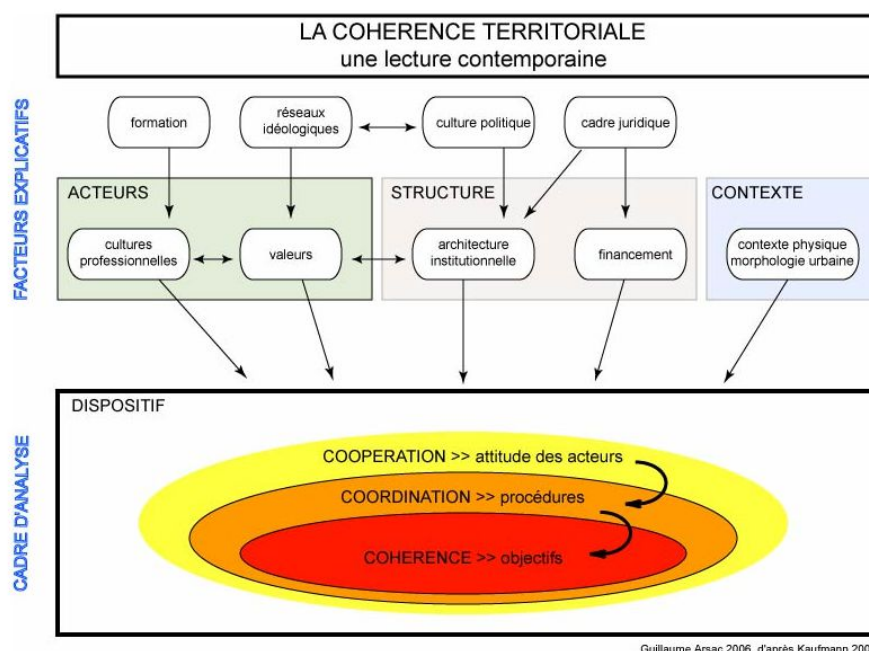 LA COHERENCE TERRITORIALE
une lecture contemporaine
FACTEURS EXPLICATIFS
formation
réseaux
idéologiques
culture politique
cadre juridique
ACTEURS
STRUCTURE
CONTEXTE
cultures
professionnelles
valeurs
architecture
institutionnelle
financement
contexte physique
morphologie urbaine
CADRE D'ANALYSE
DISPOSITIF
COOPERATION >> attitude des acteurs
COORDINATION >> procédures
COHERENCE >> objectifs
Guillaume Arsac 2006, d'après Kaufmann